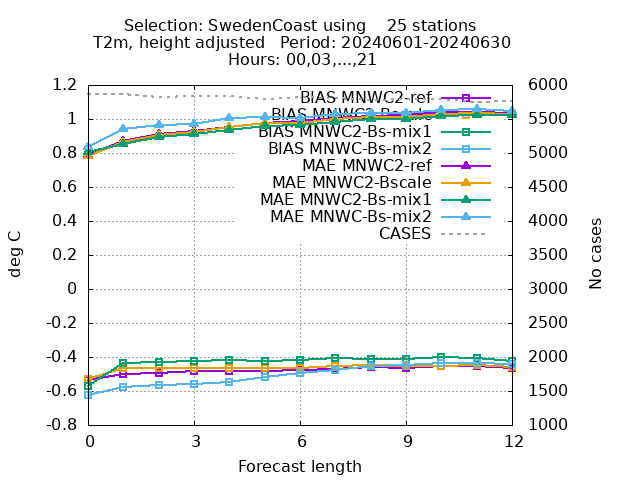 Selection: SwedenCoast using    25 stations
T2m, height adjusted   Period: 20240601-20240630
Hours: 00,03,...,21
1.2
1
0.8
0.6
0.4
0.2
0
-0.2
-0.4
-0.6
-0.8
deg C
6000
5500
5000
4500
4000
3500
3000
2500
2000
1500
1000
No cases
BIAS MNWC2-ref
BIAS MNWC2-Bscale
BIAS MNWC2-Bs-mix1
BIAS MNWC-Bs-mix2
MAE MNWC2-ref
MAE MNWC2-Bscale
MAE MNWC2-Bs-mix1
MAE MNWC-Bs-mix2
CASES
0 3 6 9 12
Forecast length